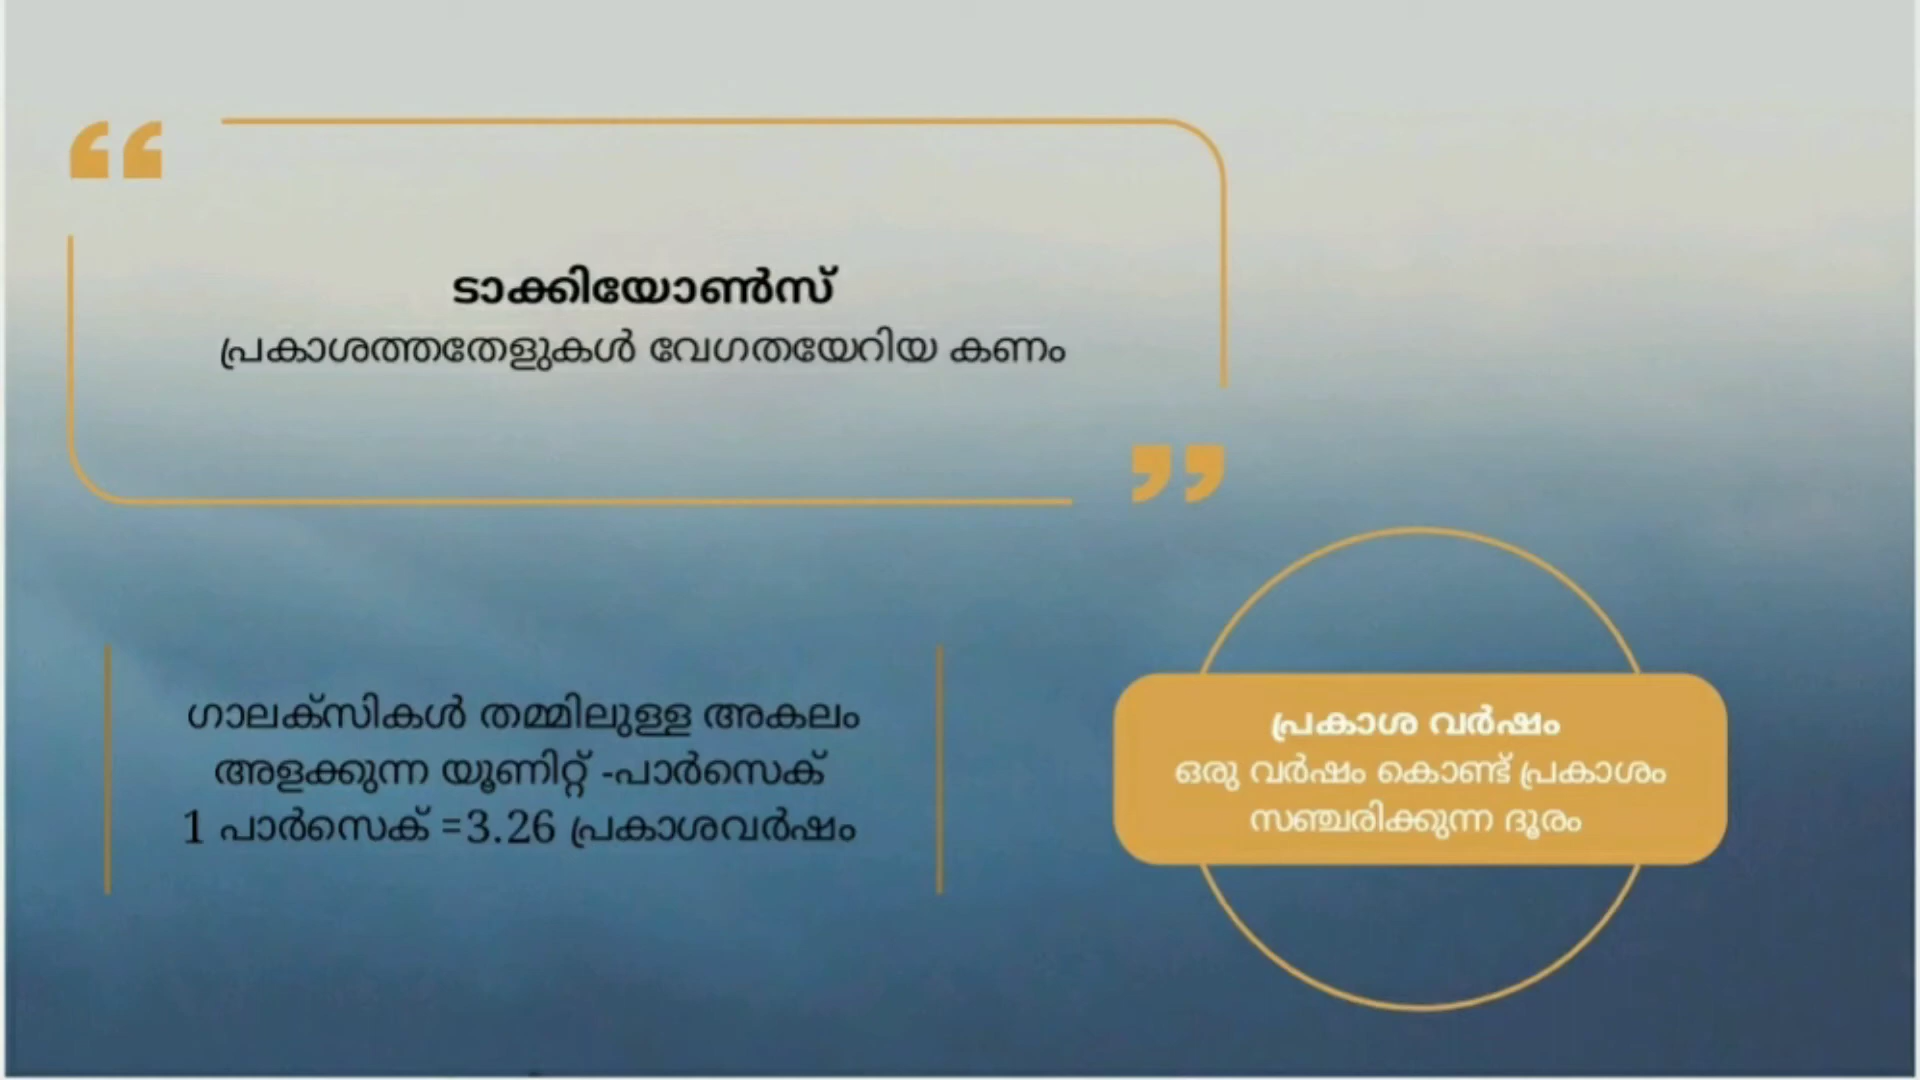 ടാക്കിയോൺസ്
പ്രകാശത്തതേളുകൾ വേഗതയേറിയ കണം
ഗാലക്സികൾ തമ്മിലുള്ള അകലം
അളക്കുന്ന യൂണിറ്റ് -പാർസെക്
1 പാർസെക് =3.26 പ്രകാശവർഷം
പ്രകാശ വർഷം
ഒരു വർഷം കൊണ്ട് പ്രകാശം
സഞ്ചരിക്കുന്ന ദൂരം